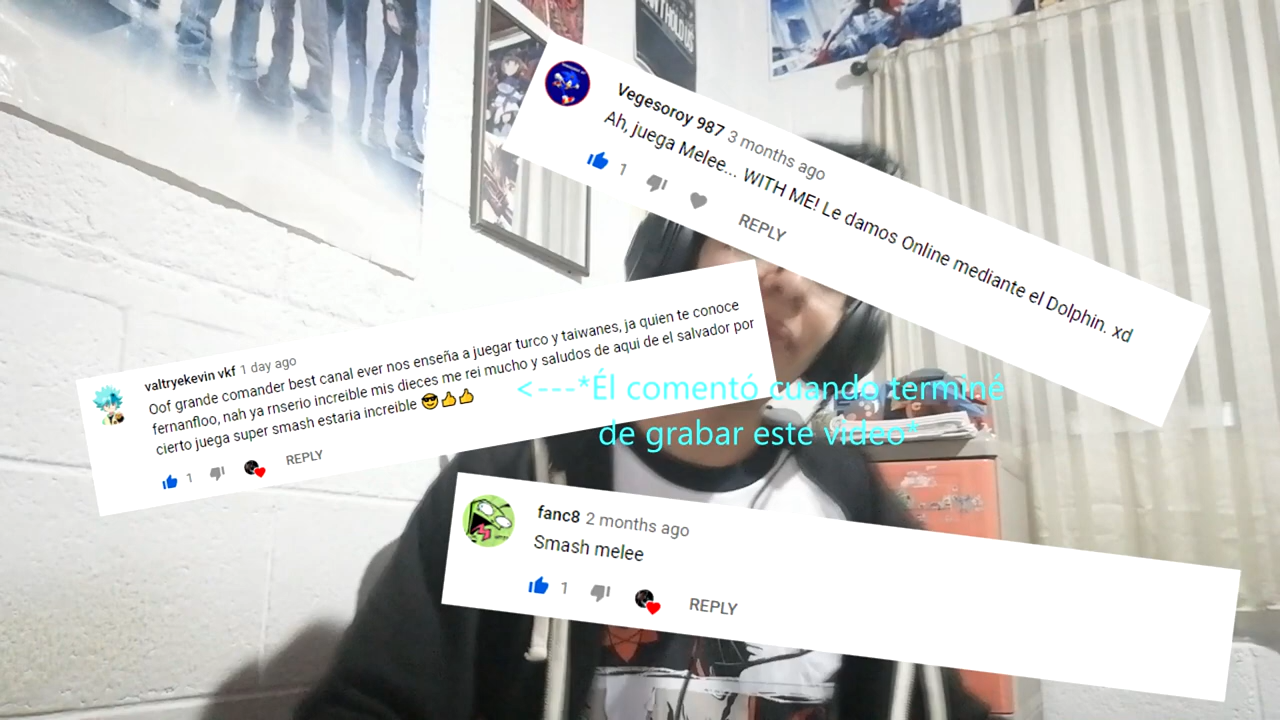 ANTHOLOGS
Vegesoroy 987 3 months ago
Ah, juega Melee... WITH ME! Le damos Online mediante el Dolphin. xd
1
REPLY
valtryekevin vkf 1 day ago
Oof grande comander best canal ever nos enseña a juegar turco y taiwanes, ja quien te conoce
fernanfloo, nah ya rnserio increible mis dieces me rei mucho y saludos de aqui de el salvador por
cierto juega super smash estaria increible 😎👍👍
1
REPLY
<---*Él comentó cuando terminé
de grabar este video*
fanc8 2 months ago
Smash melee
1
REPLY